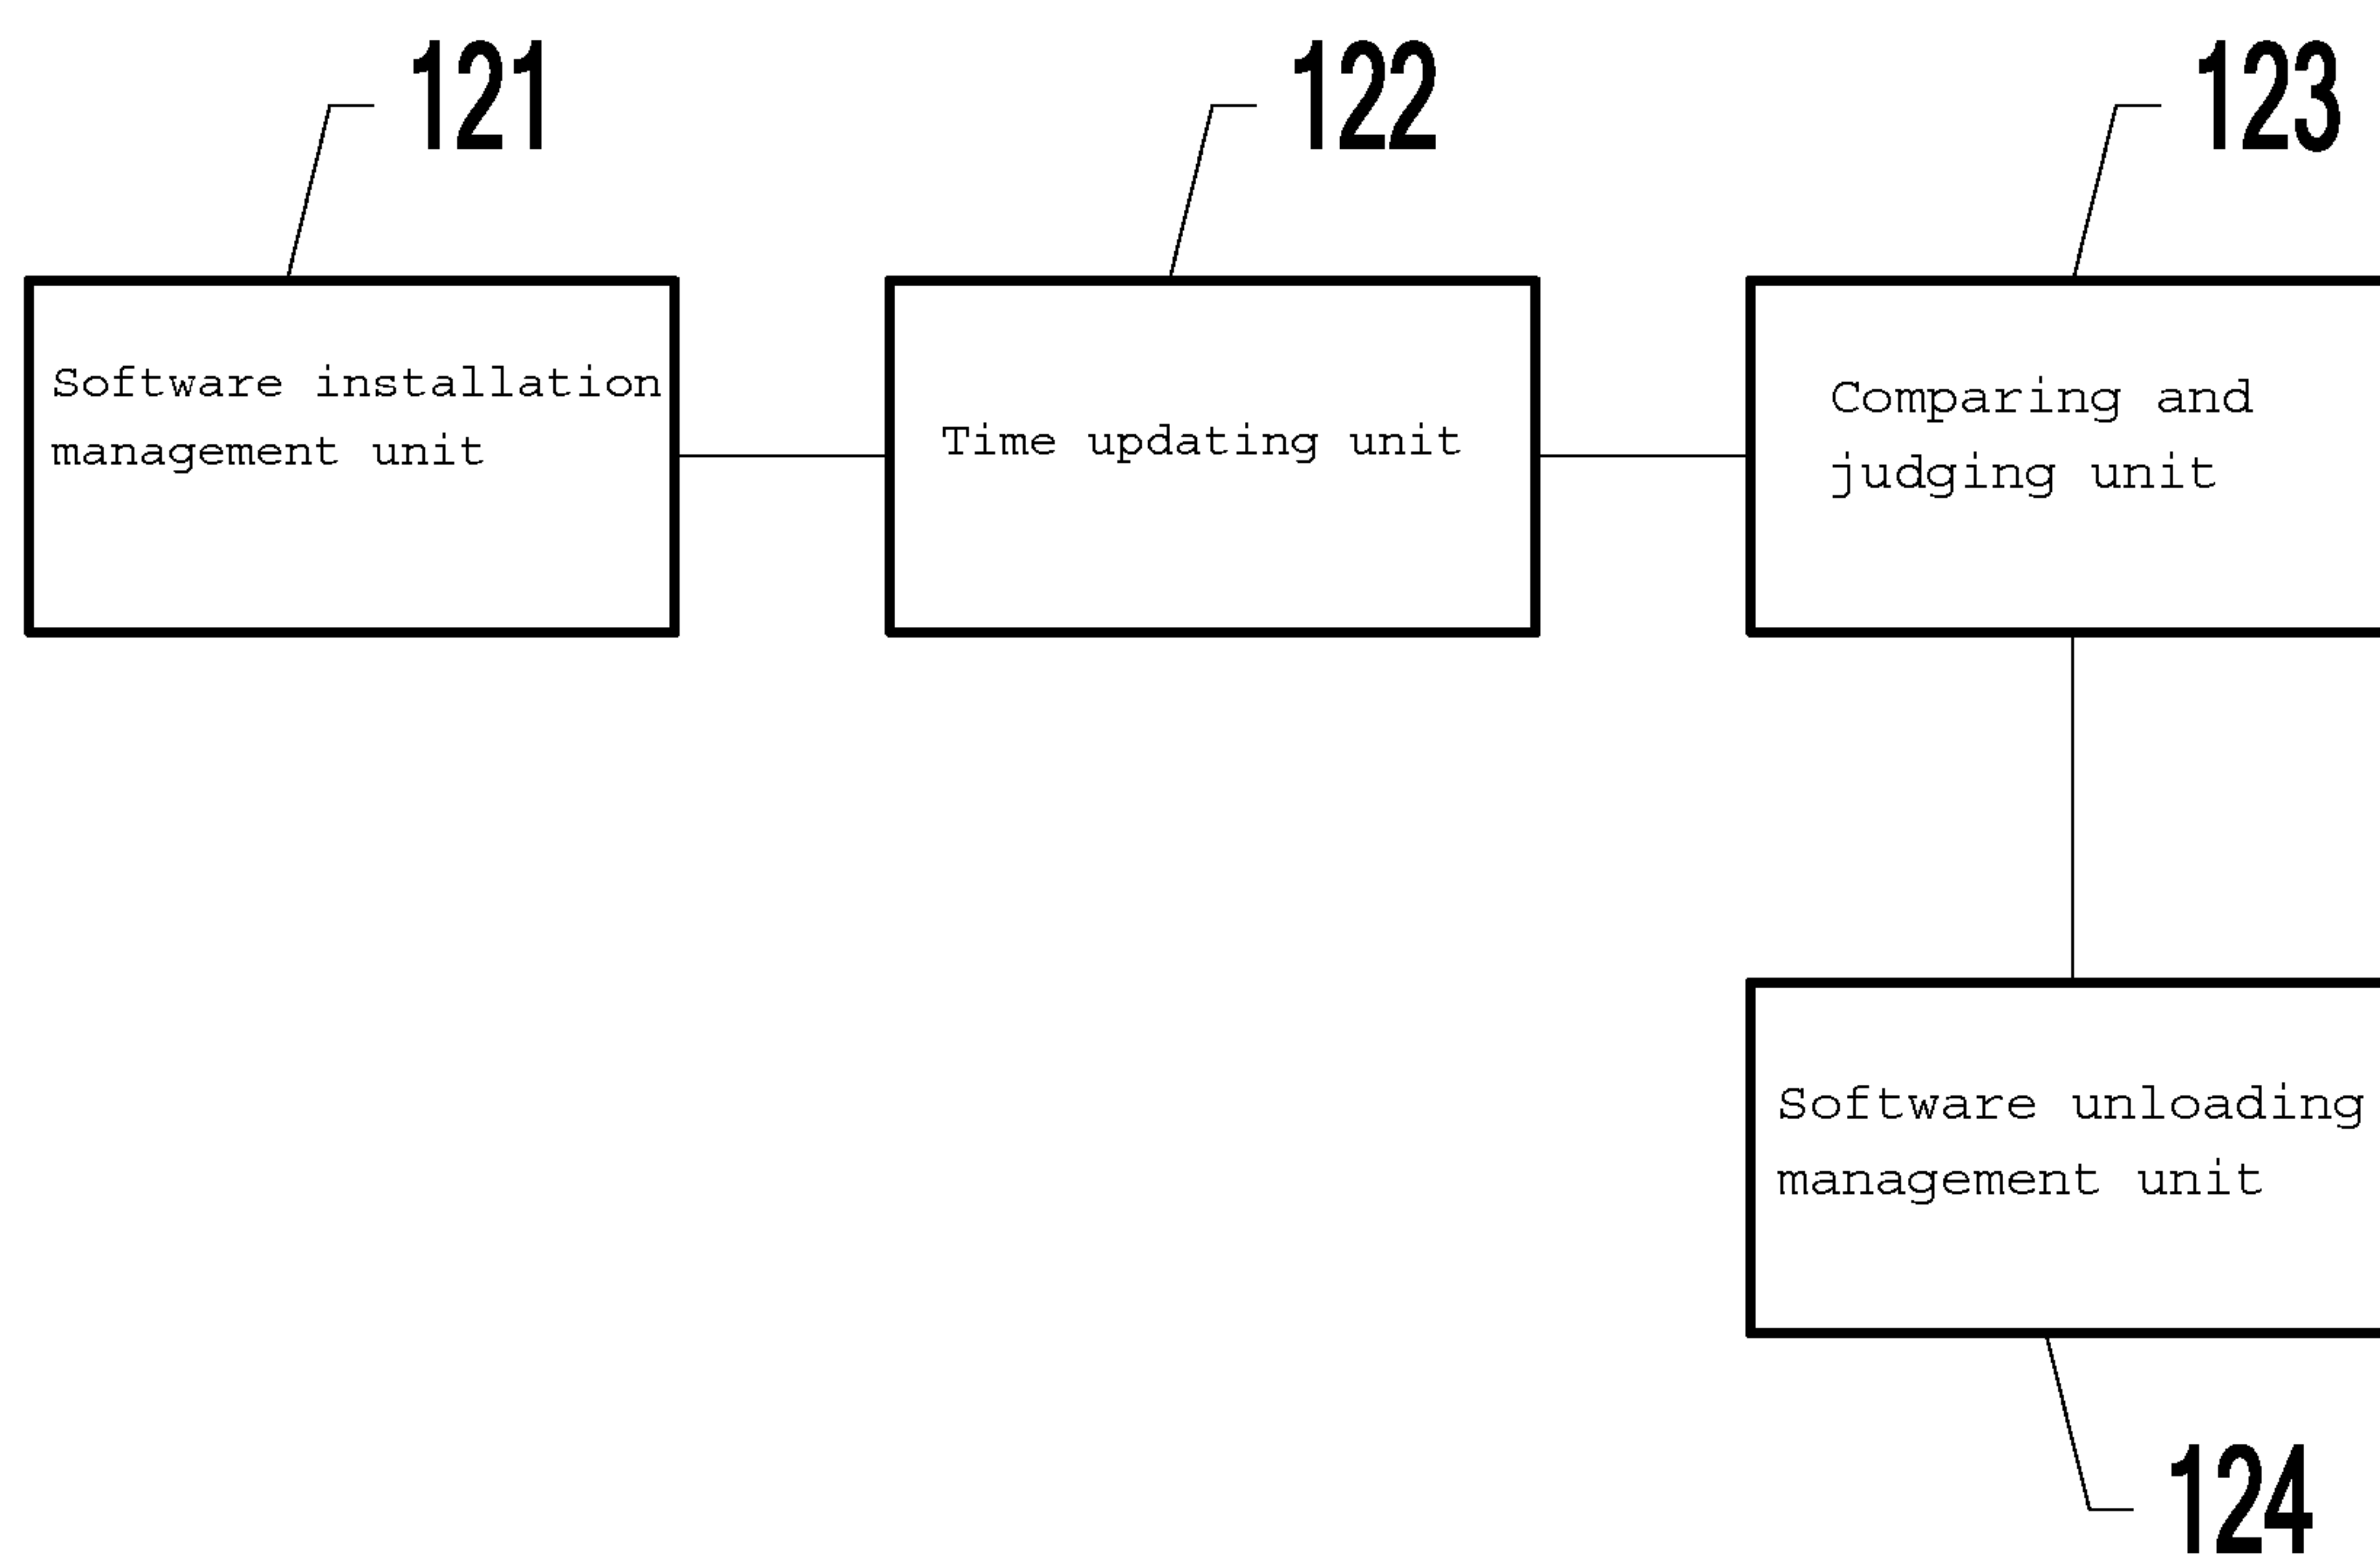 121
122
123
Software installation
management unit
Time updating unit
Comparing and
judging unit
Software unloading
management unit
124